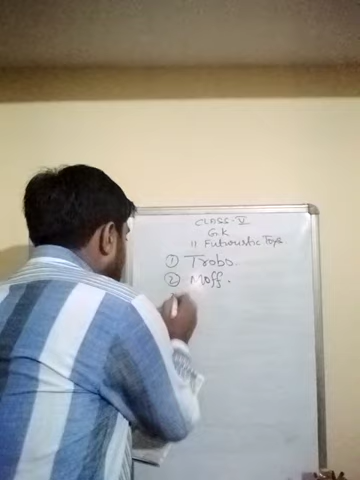 CLASS-V
G.K
11 Futuristic Toys
① Trobo.
② Moff.